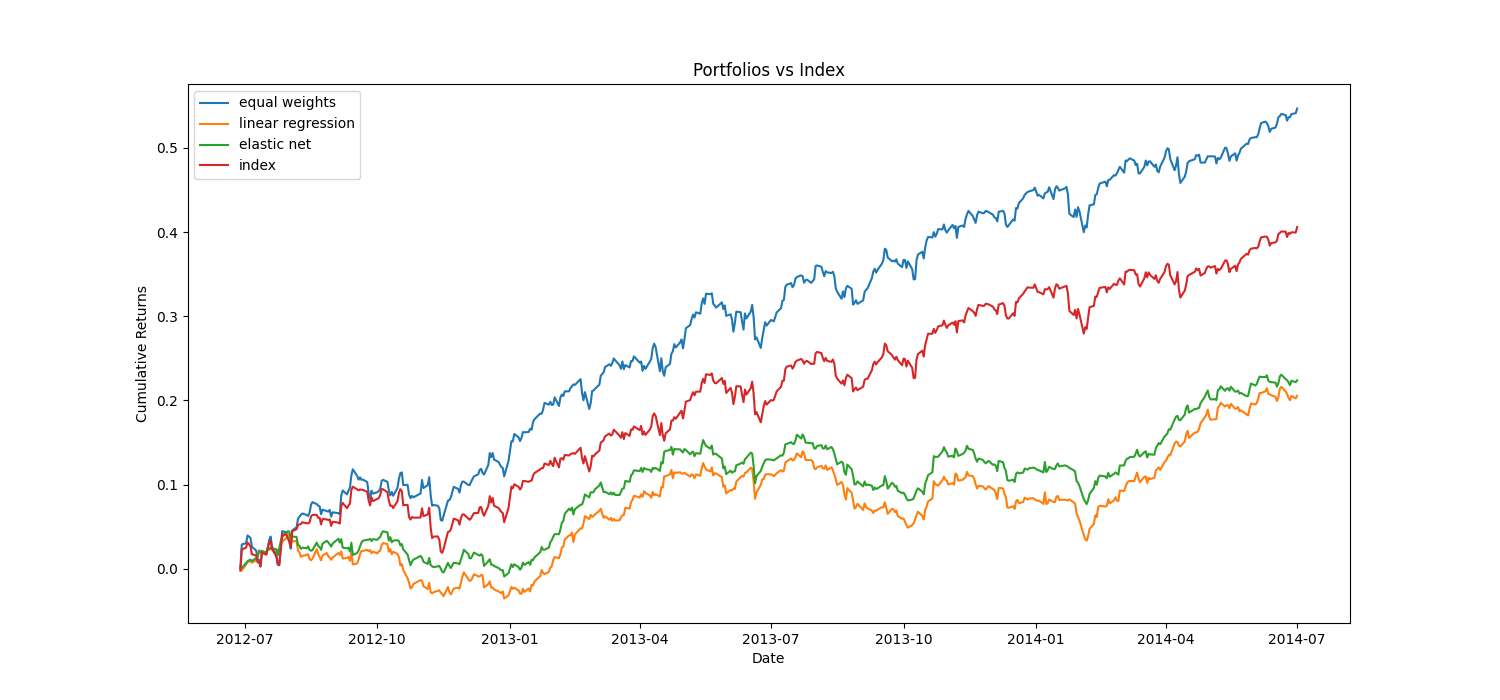 Portfolios vs Index
equal weights
linear regression
elastic net
index
Cumulative Returns
0.5
0.4
0.3
0.2
0.1
0.0
2012-07 2012-10 2013-01 2013-04 2013-07 2013-10 2014-01 2014-04 2014-07
Date